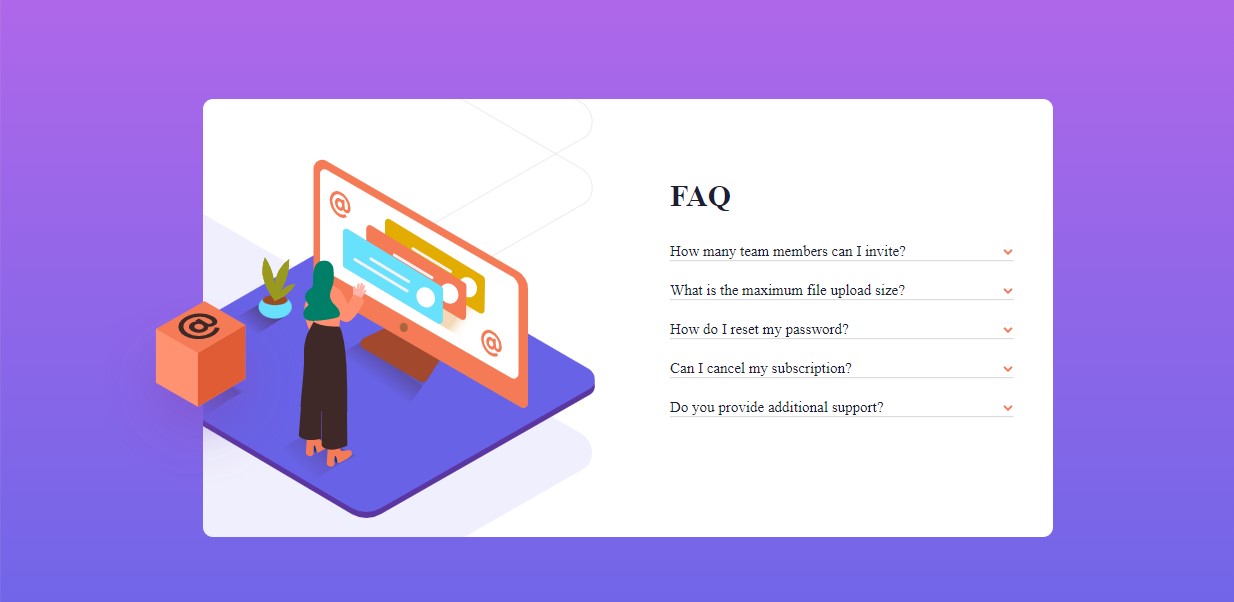 FAQ
How many team members can I invite?
What is the maximum file upload size?
How do I reset my password?
Can I cancel my subscription?
Do you provide additional support?
@
@
@